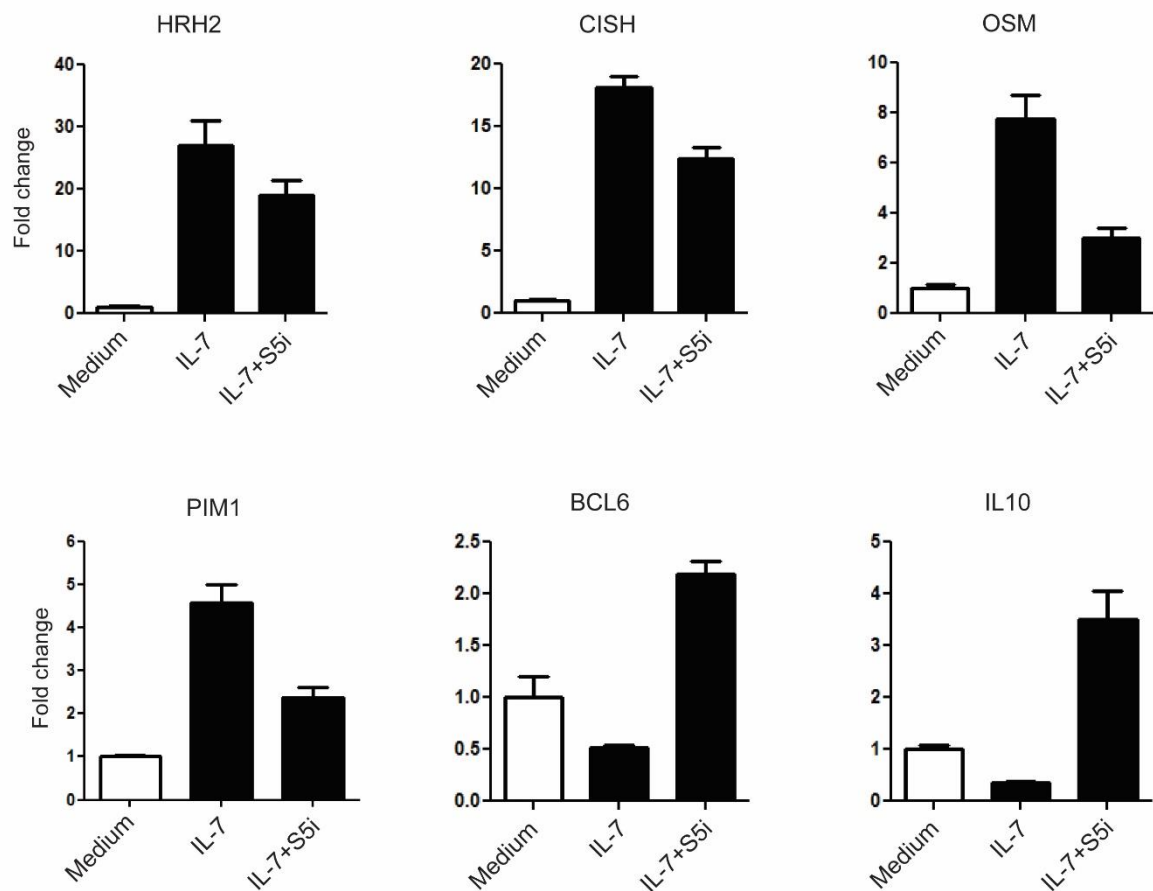 HRH2
CISH
OSM
Fold change
40
30
20
10
0
Medium
IL-7
IL-7+S5i
20
15
10
5
0
Medium
IL-7
IL-7+S5i
10
8
6
4
2
0
Medium
IL-7
IL-7+S5i
PIM1
BCL6
IL10
Fold change
6
5
4
3
2
1
0
Medium
IL-7
IL-7+S5i
2.5
2.0
1.5
1.0
0.5
0.0
Medium
IL-7
IL-7+S5i
5
4
3
2
1
0
Medium
IL-7
IL-7+S5i